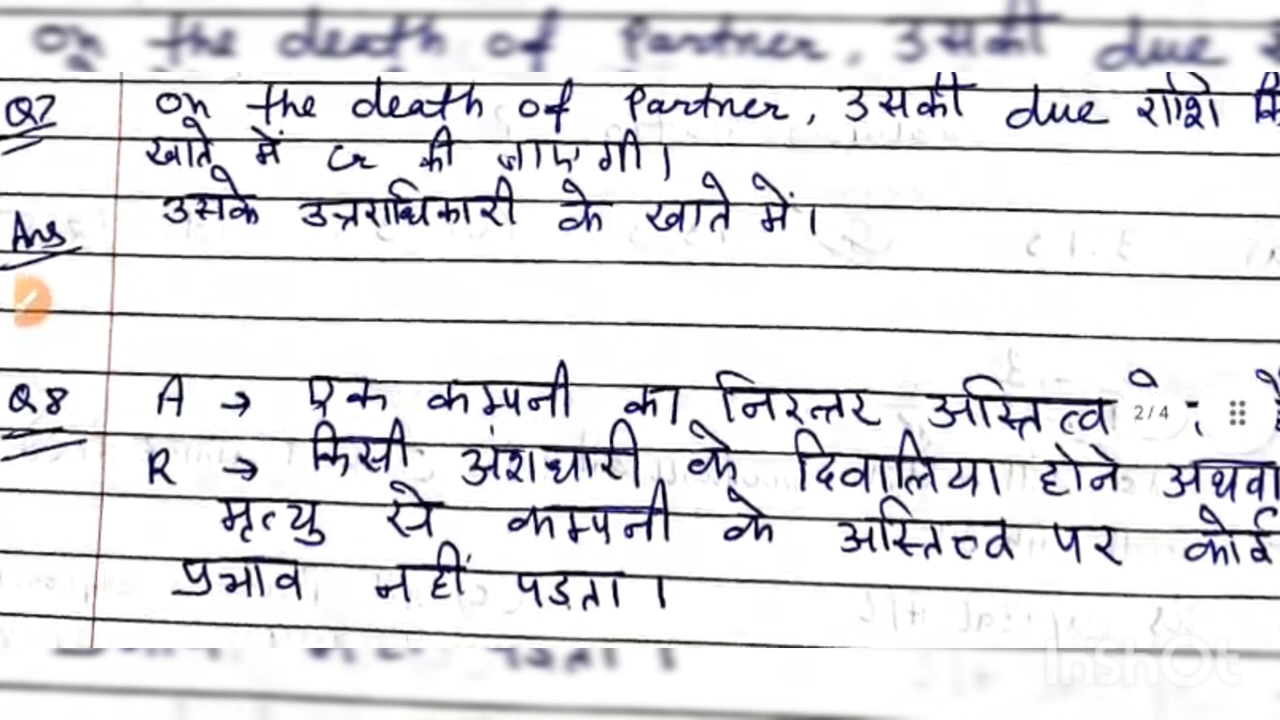 on the death of Partner, उसकी due
Q7 on the death of Partner, उसकी due राशि कि
खाते में cr की जाएगी।
Ans उसके उत्तराधिकारी के खाते में।
Q8 A → एक कम्पनी का निरन्तर अस्तित्व
2/4
R → किसी अंशधारी के दिवालिया होने अथवा
मृत्यु से कम्पनी के अस्तित्व पर कोई
प्रभाव नहीं पड़ता।
InShOt